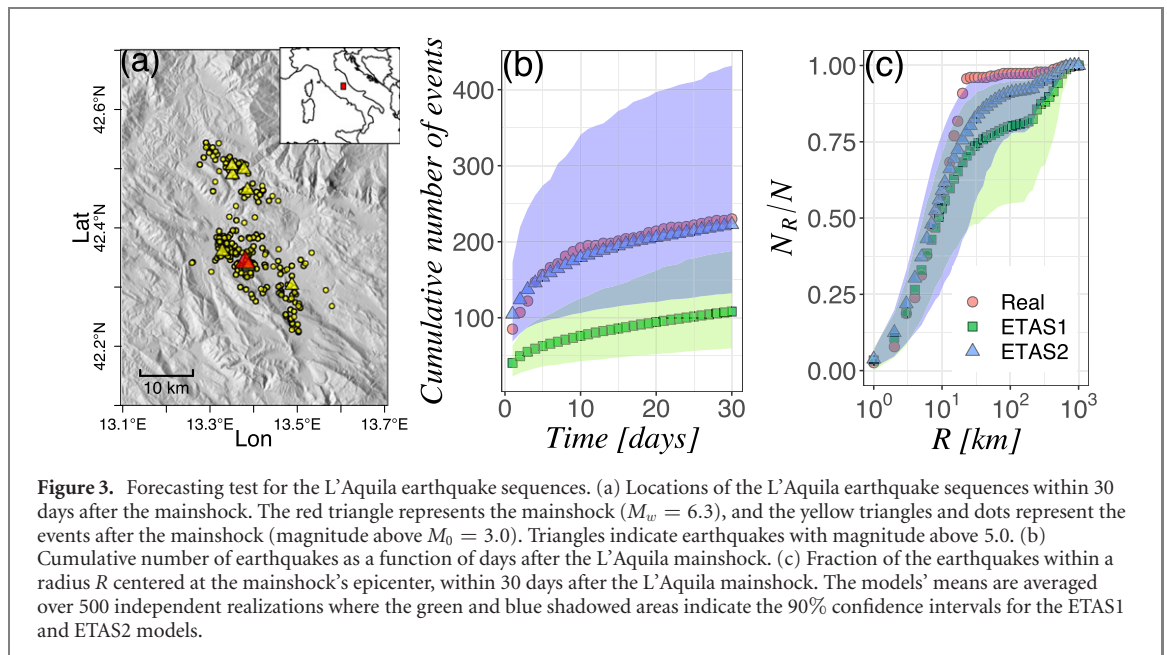 (a)
(b)
(c)
Lat
42.6°N
42.4°N
42.2°N
10 km
13.1°E 13.3°E 13.5°E 13.7°E
Lon
Cumulative number of events
400
300
200
100
0 10 20 30
Time [days]
N_R/N
1.00
0.75
0.50
0.25
0.00
Real
ETAS1
ETAS2
10⁰ 10¹ 10² 10³
R [km]
Figure 3. Forecasting test for the L'Aquila earthquake sequences. (a) Locations of the L'Aquila earthquake sequences within 30
days after the mainshock. The red triangle represents the mainshock (M_w = 6.3), and the yellow triangles and dots represent the
events after the mainshock (magnitude above M_0 = 3.0). Triangles indicate earthquakes with magnitude above 5.0. (b)
Cumulative number of earthquakes as a function of days after the L'Aquila mainshock. (c) Fraction of the earthquakes within a
radius R centered at the mainshock's epicenter, within 30 days after the L'Aquila mainshock. The models' means are averaged
over 500 independent realizations where the green and blue shadowed areas indicate the 90% confidence intervals for the ETAS1
and ETAS2 models.